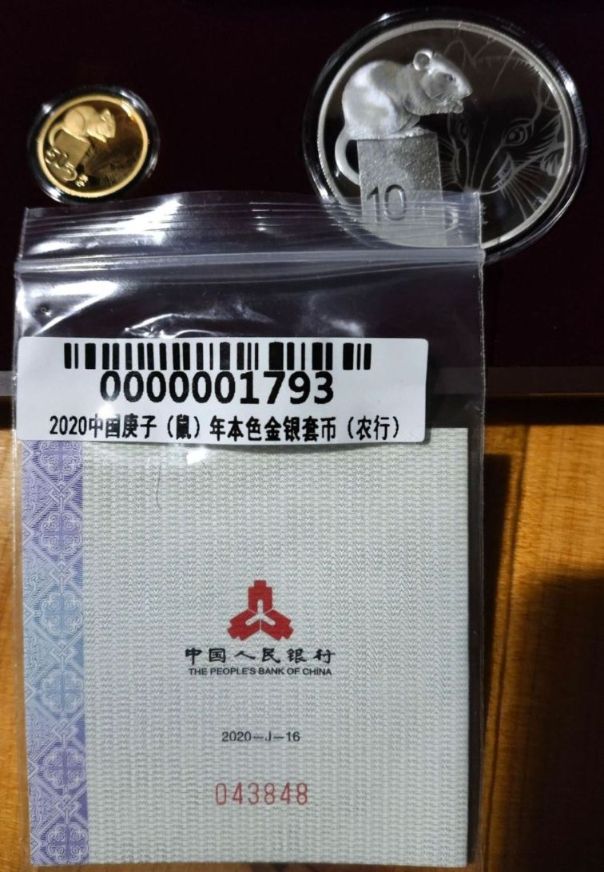 10
0000001793
2020中国庚子（鼠）年本色金银套币（农行）
中国人民银行
THE PEOPLE'S BANK OF CHINA
2020-J-16
043848